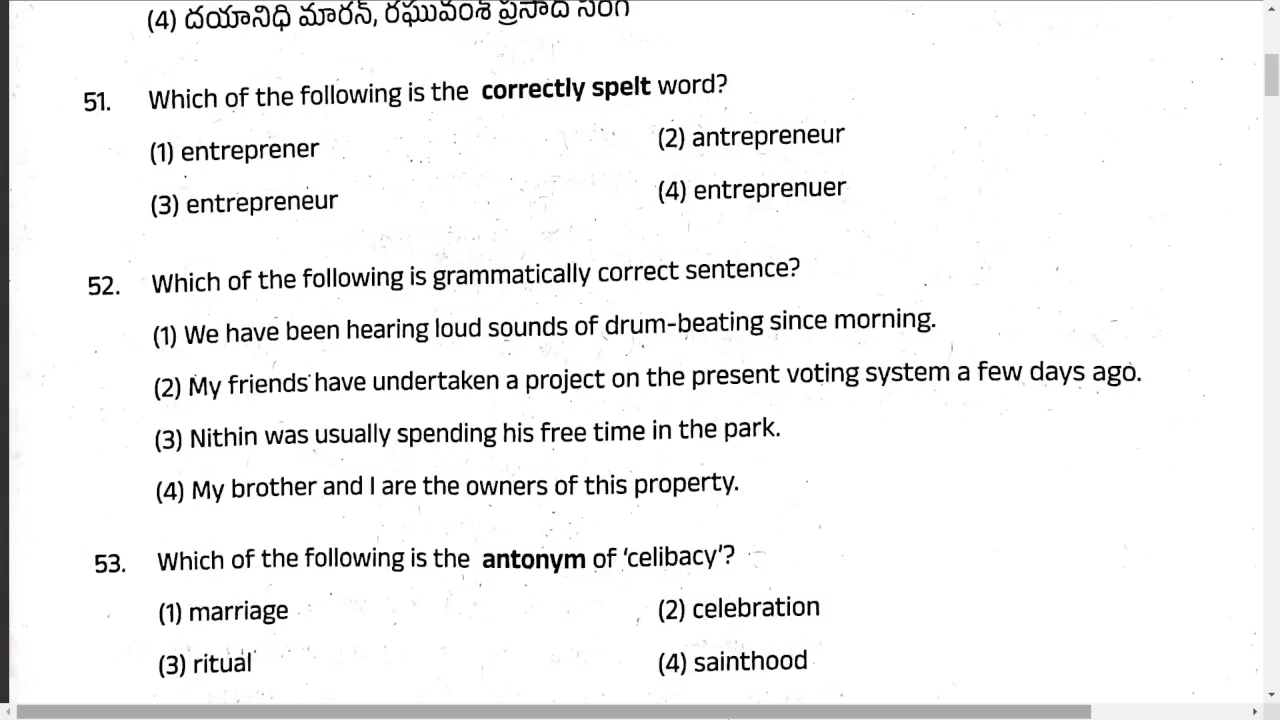 (4) దయానిధి మారన్, రఘువంశ ప్రసాద్ సింగ్
51. Which of the following is the correctly spelt word?
(1) entreprener (2) antrepreneur
(3) entrepreneur (4) entreprenuer
52. Which of the following is grammatically correct sentence?
(1) We have been hearing loud sounds of drum-beating since morning.
(2) My friends have undertaken a project on the present voting system a few days ago.
(3) Nithin was usually spending his free time in the park.
(4) My brother and I are the owners of this property.
53. Which of the following is the antonym of ‘celibacy’?
(1) marriage (2) celebration
(3) ritual (4) sainthood